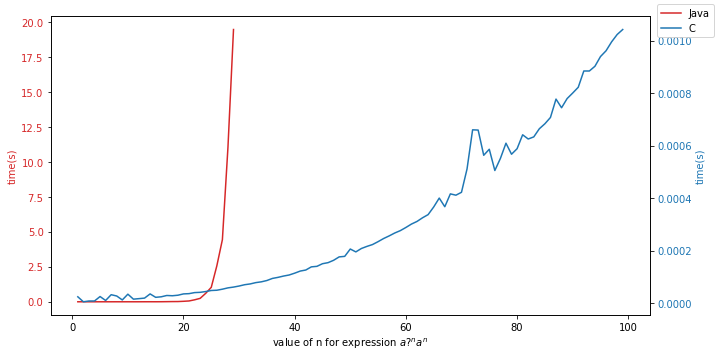 Java
C
20.0
17.5
15.0
12.5
10.0
7.5
5.0
2.5
0.0
time(s)
0.0010
0.0008
0.0006
0.0004
0.0002
0.0000
time(s)
0 20 40 60 80 100
value of n for expression a?ⁿaⁿ